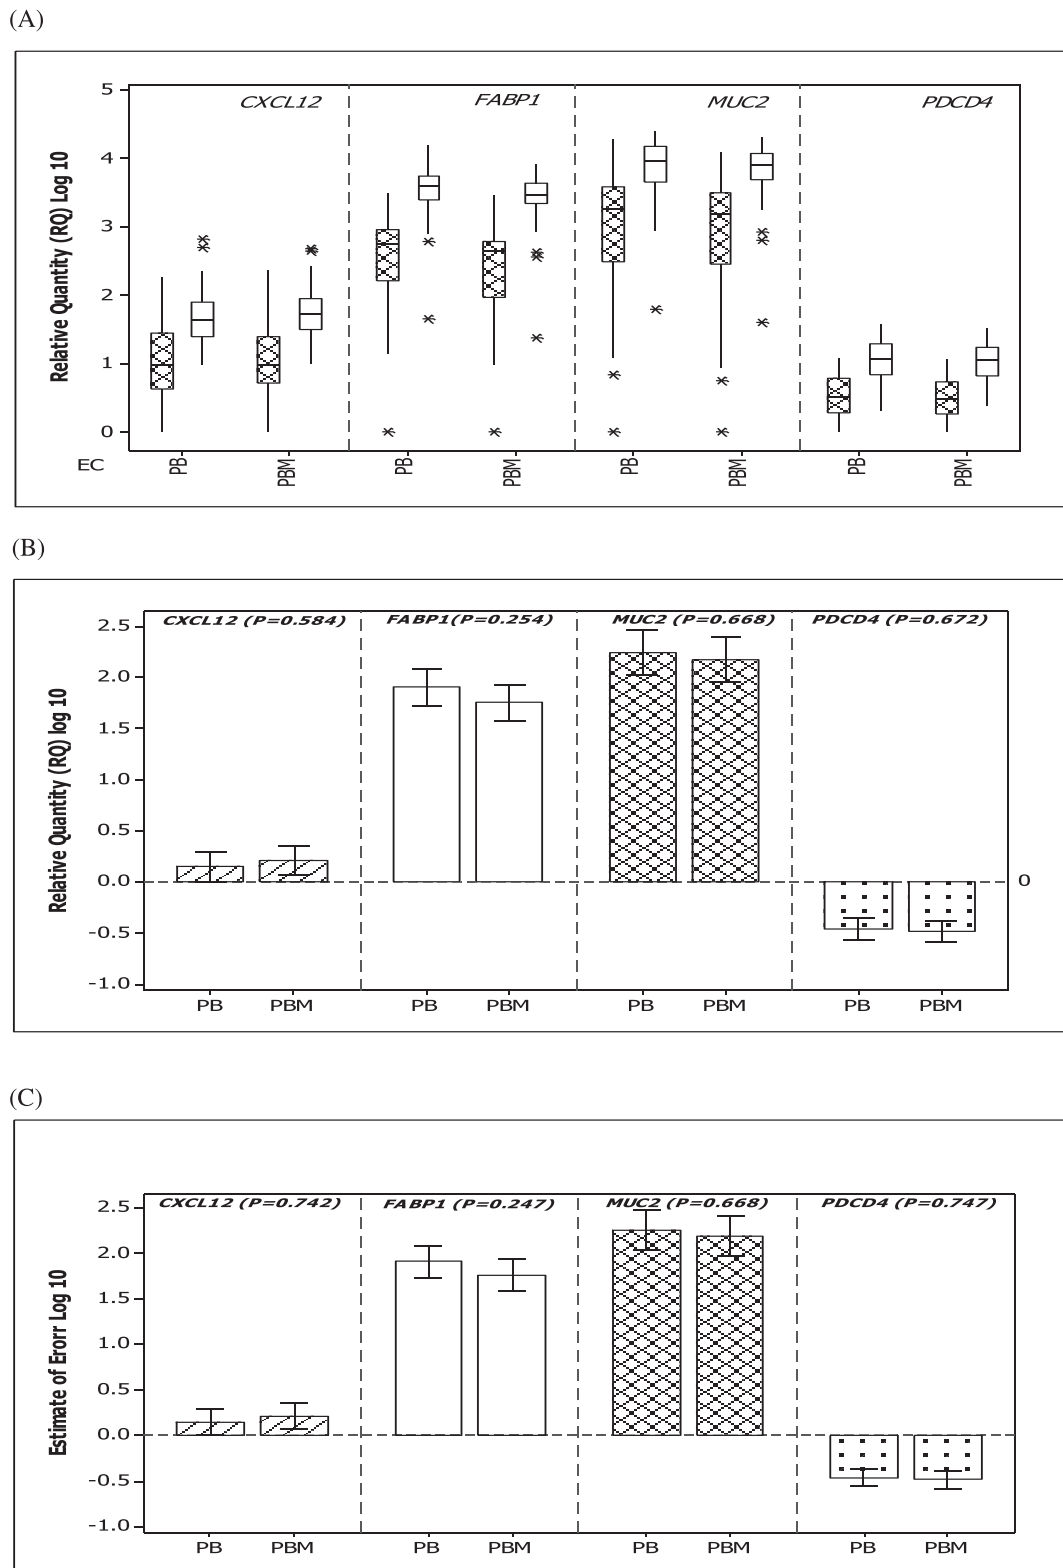 (A)
CXCL12 FABP1 MUC2 PDCD4
Relative Quantity (RQ) Log 10
5
4
3
2
1
0
EC PB PBM PB PBM PB PBM PB PBM
(B)
CXCL12 (P=0.584) FABP1(P=0.254) MUC2 (P=0.668) PDCD4 (P=0.672)
Relative Quantity (RQ) log 10
2.5
2.0
1.5
1.0
0.5
0.0 0
-0.5
-1.0
PB PBM PB PBM PB PBM PB PBM
(C)
CXCL12 (P=0.742) FABP1 (P=0.247) MUC2 (P=0.668) PDCD4 (P=0.747)
Estimate of Erorr Log 10
2.5
2.0
1.5
1.0
0.5
0.0
-0.5
-1.0
PB PBM PB PBM PB PBM PB PBM